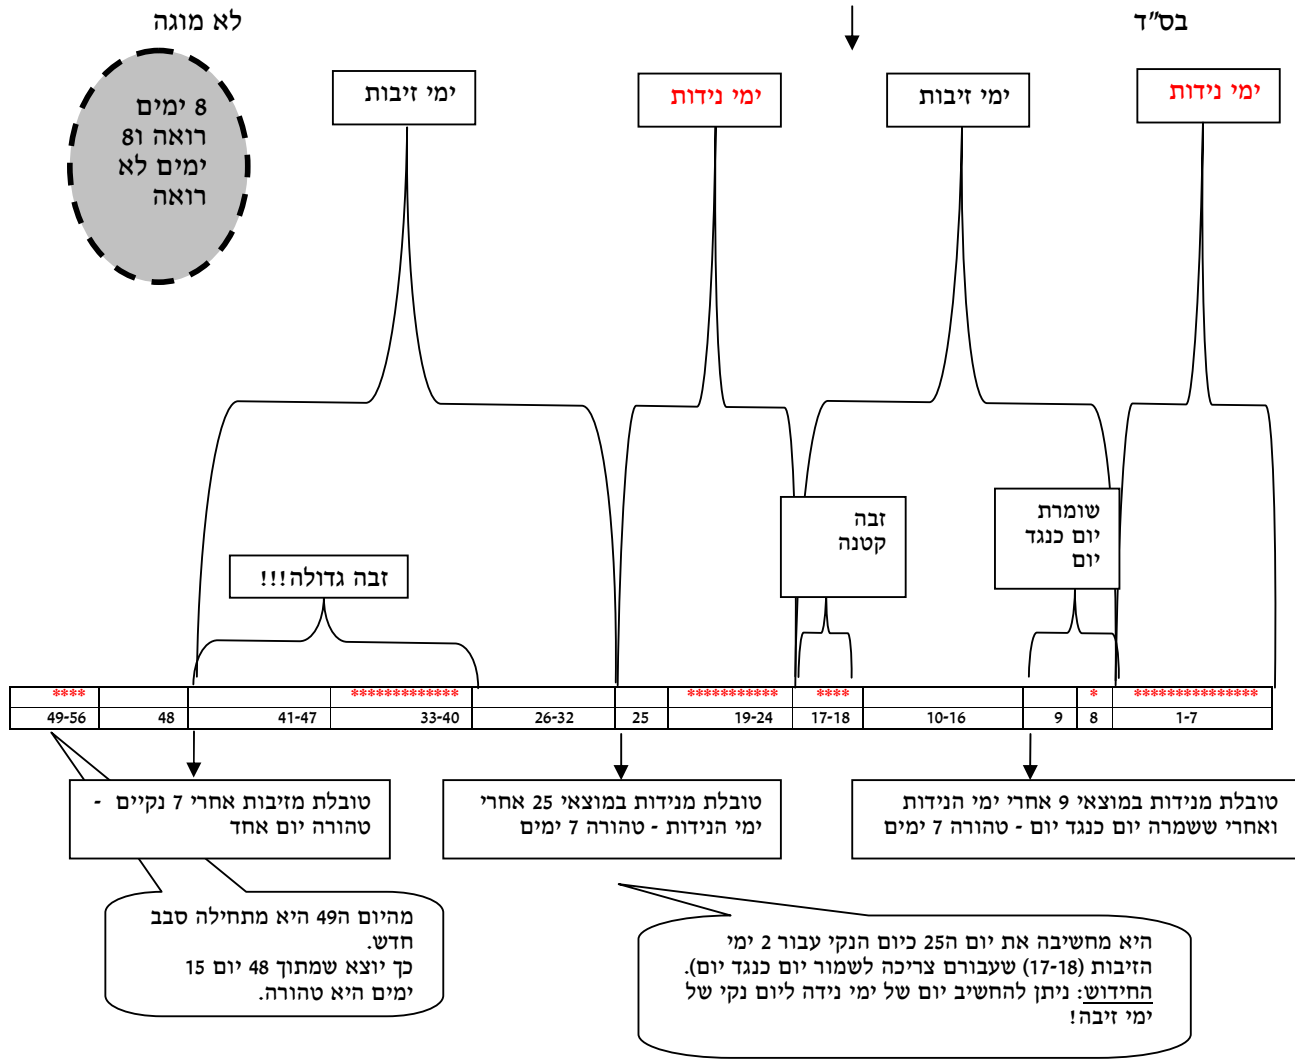 בס"ד
לא מוגה
ימי נידות
ימי זיבות
ימי נידות
ימי זיבות
8 ימים
רואה ו8
ימים לא
רואה
שומרת
יום כנגד
יום
זבה
קטנה
זבה גדולה!!!
*************** * **** *********** ************* ****
1-7 8 9 10-16 17-18 19-24 25 26-32 33-40 41-47 48 49-56
טובלת מנידות במוצאי 9 אחרי ימי הנידות
ואחרי ששמרה יום כנגד יום - טהורה 7 ימים
טובלת מנידות במוצאי 25 אחרי
ימי הנידות - טהורה 7 ימים
טובלת מזיבות אחרי 7 נקיים -
טהורה יום אחד
היא מחשיבה את יום ה25 כיום הנקי עבור 2 ימי
הזיבות (17-18) שעבורם צריכה לשמור יום כנגד יום).
החידוש: ניתן להחשיב יום של ימי נידה ליום נקי של
ימי זיבה!
מהיום ה49 היא מתחילה סבב
חדש.
כך יוצא שמתוך 48 יום 15
ימים היא טהורה.